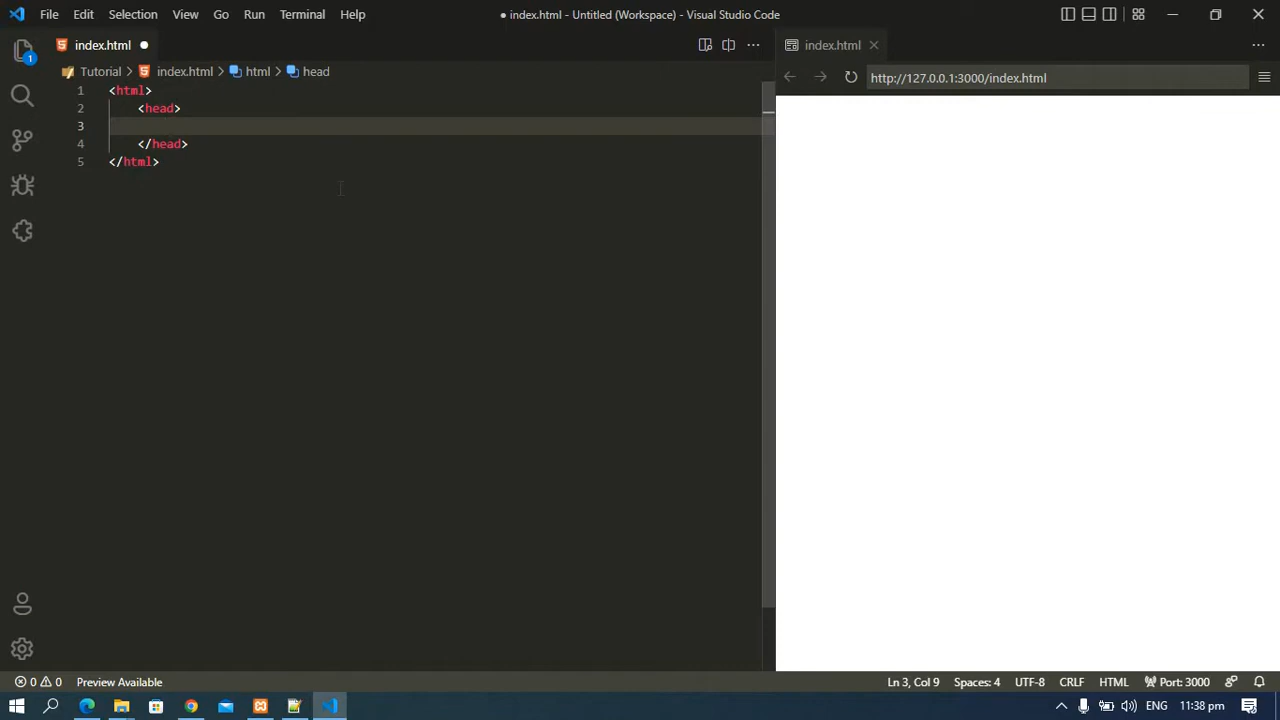 File Edit Selection View Go Run Terminal Help ● index.html - Untitled (Workspace) - Visual Studio Code
index.html ●
index.html
Tutorial > index.html > html > head
http://127.0.0.1:3000/index.html
1 <html>
2 <head>
3
4 </head>
5 </html>
1
0 0 Preview Available Ln 3, Col 9 Spaces: 4 UTF-8 CRLF HTML Port: 3000
ENG 11:38 pm